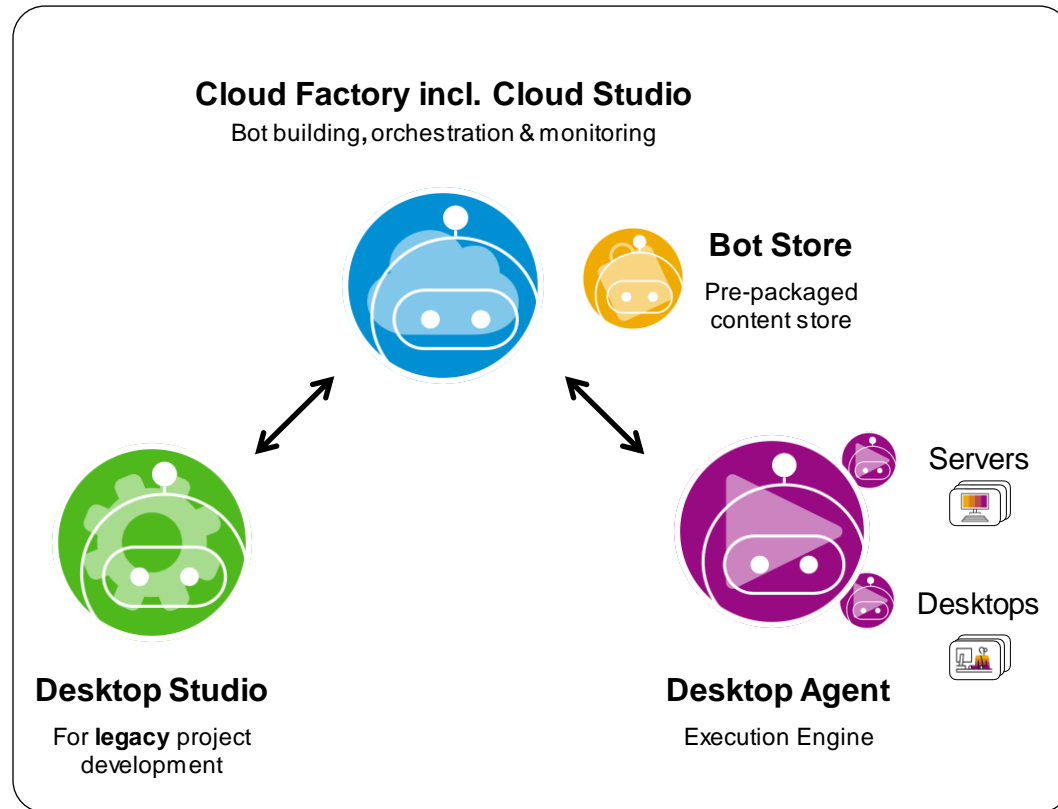 Cloud Factory incl. Cloud Studio
Bot building, orchestration & monitoring
Bot Store
Pre-packaged
content store
Servers
Desktops
Desktop Studio
For legacy project
development
Desktop Agent
Execution Engine